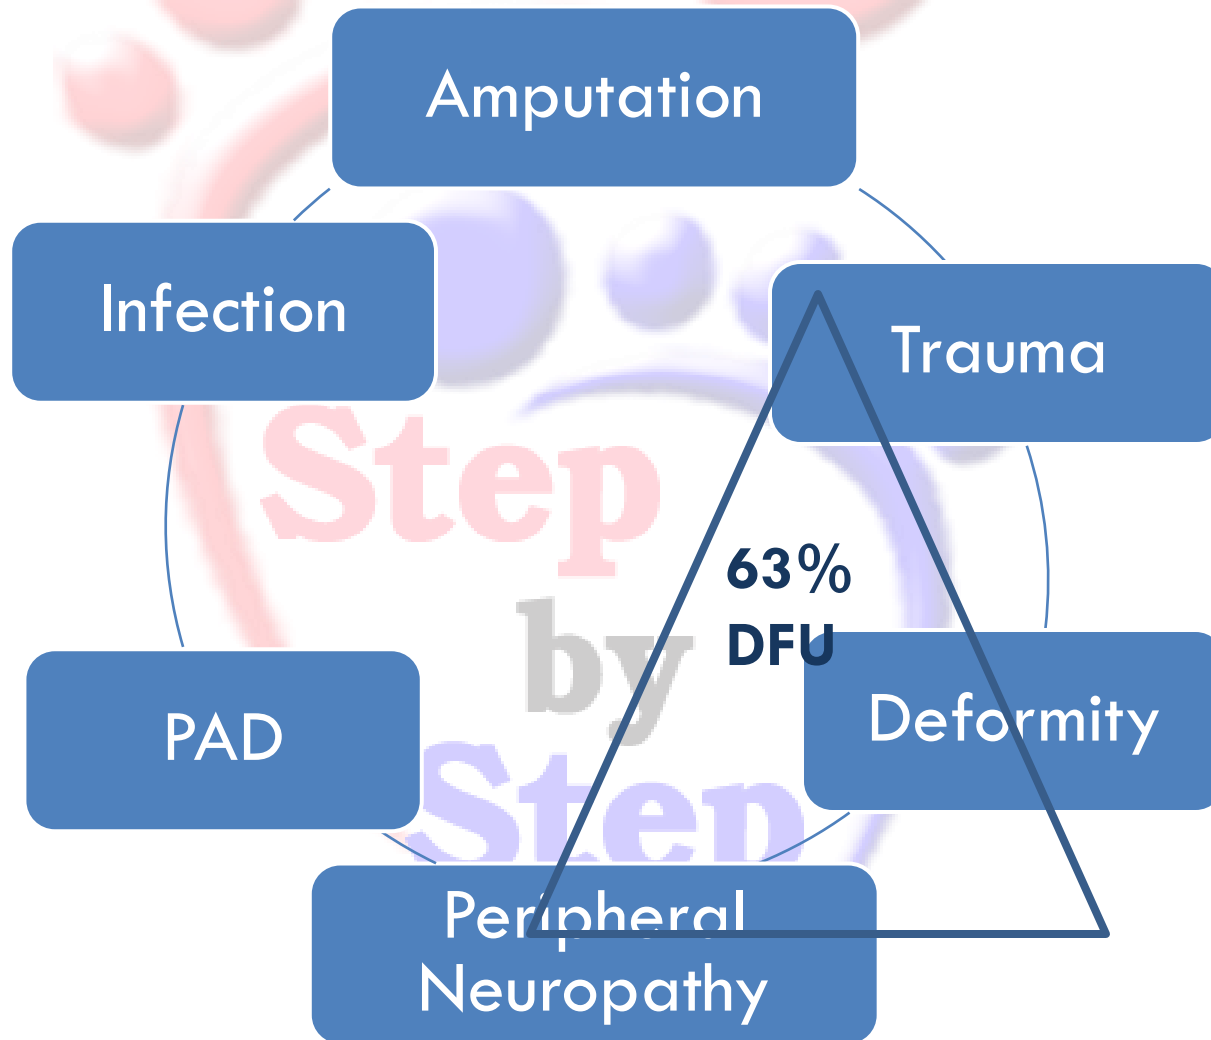 Amputation
Infection
Trauma
Step
63%
DFU
by
Deformity
PAD
Step
Peripheral
Neuropathy